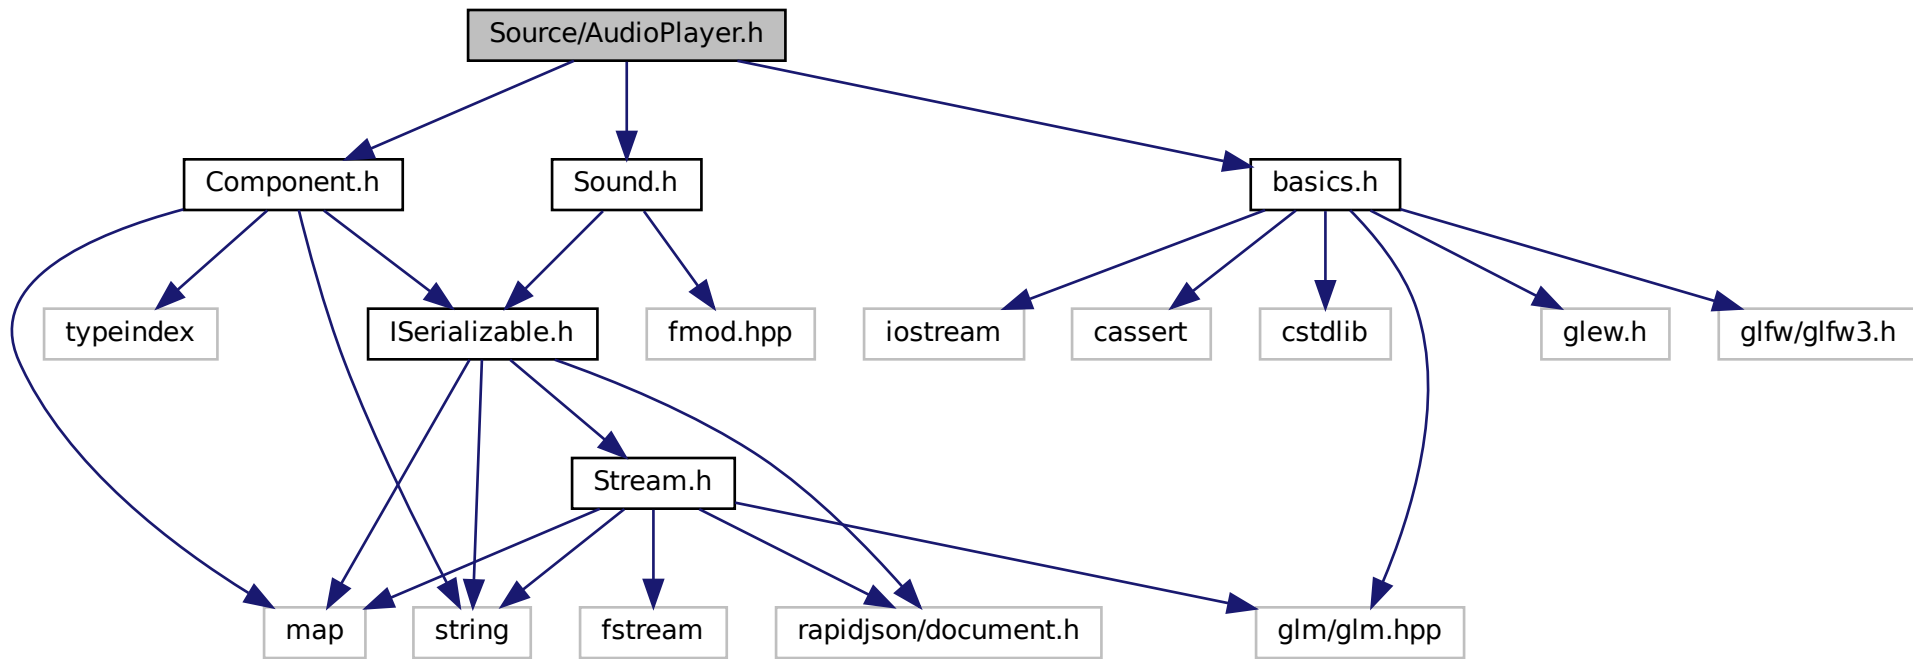 Source/AudioPlayer.h
Component.h
Sound.h
basics.h
typeindex
ISerializable.h
fmod.hpp
iostream
cassert
cstdlib
glew.h
glfw/glfw3.h
Stream.h
map
string
fstream
rapidjson/document.h
glm/glm.hpp